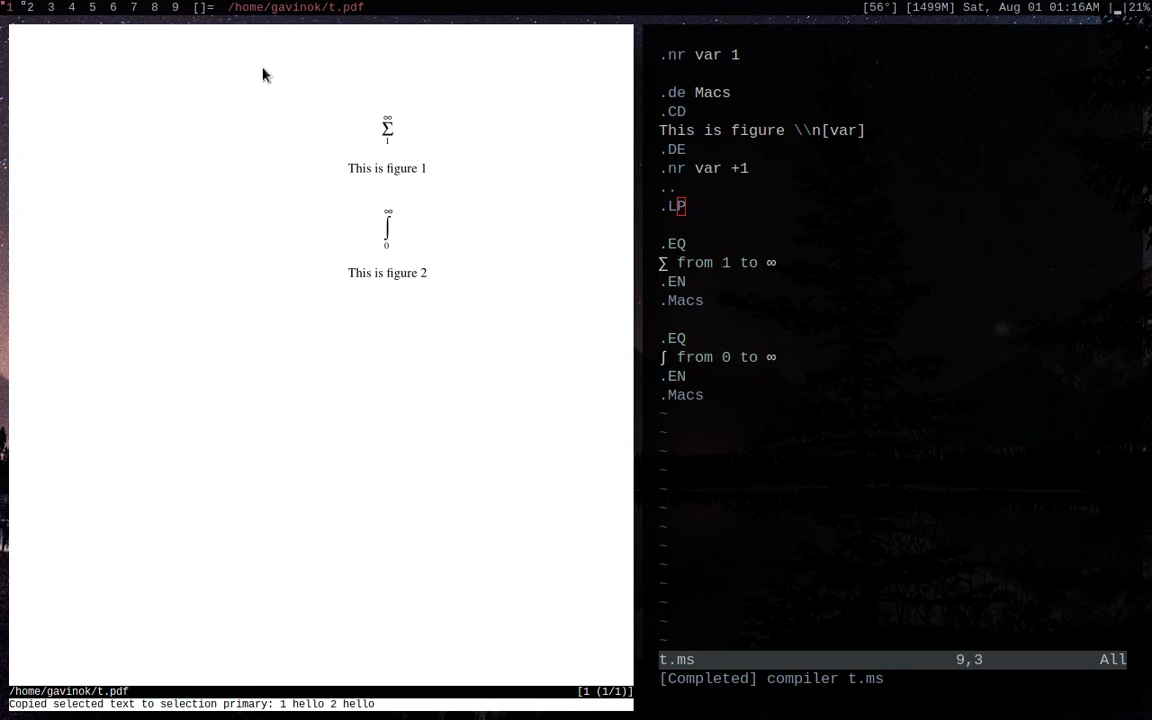 1 2 3 4 5 6 7 8 9 []= /home/gavinok/t.pdf [56°] [1499M] Sat, Aug 01 01:16AM |▂|21%
∞
∑
1
This is figure 1
∞
∫
0
This is figure 2
/home/gavinok/t.pdf [1 (1/1)]
Copied selected text to selection primary: 1 hello 2 hello
.nr var 1
.de Macs
.CD
This is figure \\n[var]
.DE
.nr var +1
..
.LP
.EQ
∑ from 1 to ∞
.EN
.Macs
.EQ
∫ from 0 to ∞
.EN
.Macs
~
~
~
~
~
~
~
~
~
~
~
~
~
t.ms 9,3 All
[Completed] compiler t.ms